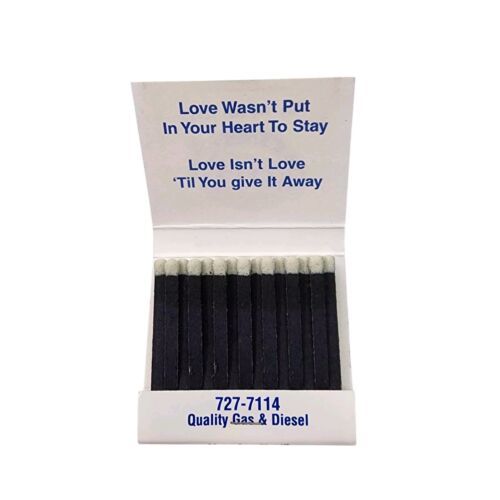 Love Wasn't Put
In Your Heart To Stay
Love Isn't Love
'Til You give It Away
727-7114
Quality Gas & Diesel